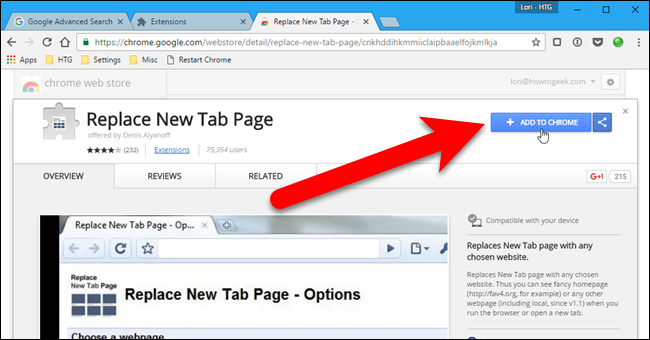 Lori - HTG
Google Advanced Search
Extensions
Replace New Tab Page -
https://chrome.google.com/webstore/detail/replace-new-tab-page/cnkhddihkmmiiclaipbaaelfojkmlkja
Apps
HTG
Settings
Misc
Restart Chrome
chrome web store
lori@howtogeek.com
Replace New Tab Page
offered by Denis Alyanoff
(232)
Extensions
75,354 users
+ ADD TO CHROME
OVERVIEW
REVIEWS
RELATED
G+1
215
Replace New Tab Page - Op...
Replace
New Tab Page
Replace New Tab Page - Options
Choose a webpage
Compatible with your device
Replaces New Tab page with any
chosen website.
Replaces New Tab page with any chosen
website. Thus you can see fancy homepage
(http://fav4.org, for example) or any other
webpage (including local, since v1.1) when you
run the browser or open a new tab.